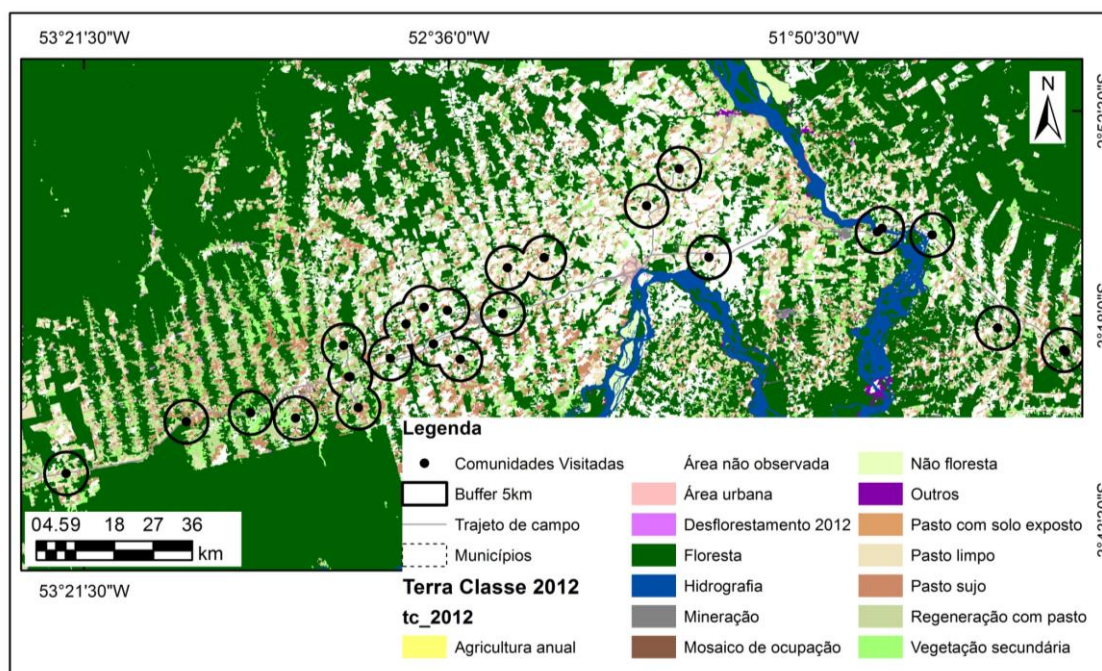 53°21'30"W 52°36'0"W 51°50'30"W
N
Legenda
Comunidades Visitadas
Buffer 5km
Trajeto de campo
Municípios
Terra Classe 2012
tc_2012
Agricultura anual
Área não observada
Área urbana
Desflorestamento 2012
Floresta
Hidrografia
Mineração
Mosaico de ocupação
Não floresta
Outros
Pasto com solo exposto
Pasto limpo
Pasto sujo
Regeneração com pasto
Vegetação secundária
04.59 18 27 36
km
53°21'30"W